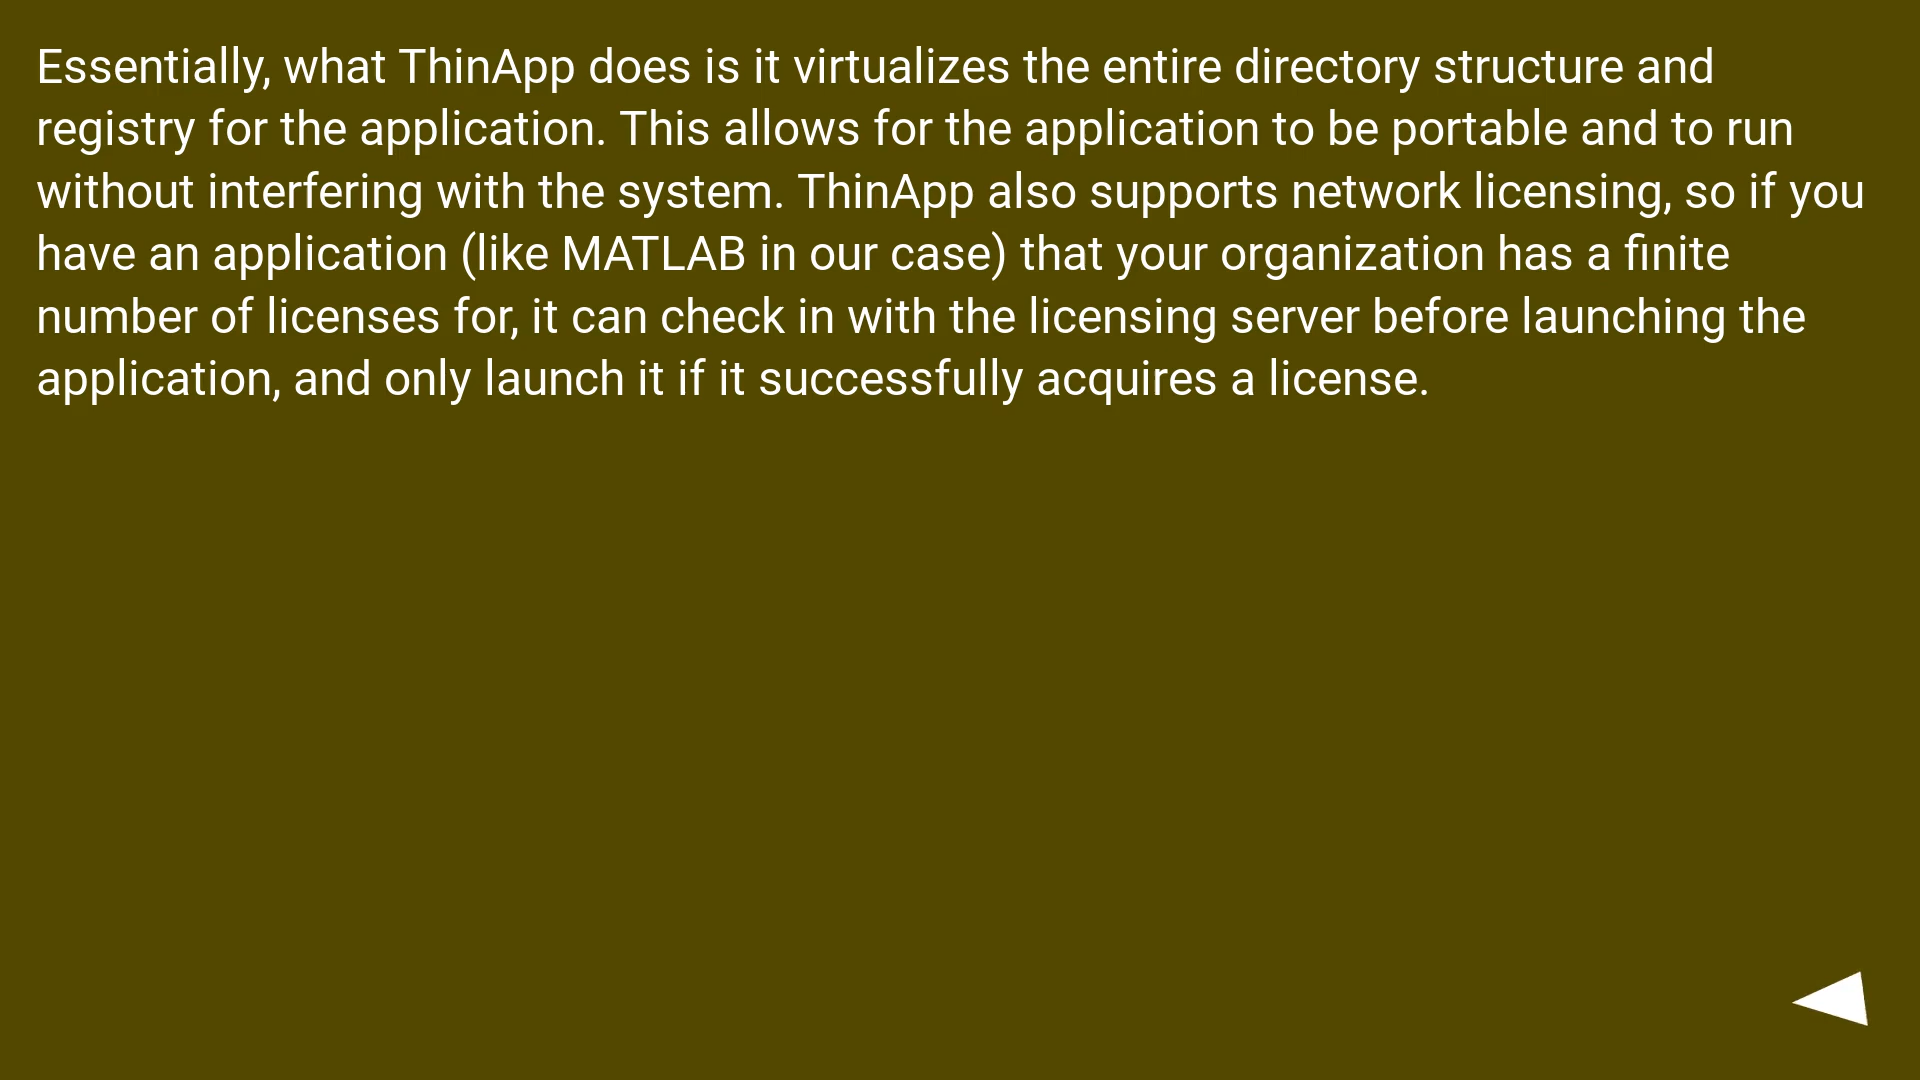 Essentially, what ThinApp does is it virtualizes the entire directory structure and
registry for the application. This allows for the application to be portable and to run
without interfering with the system. ThinApp also supports network licensing, so if you
have an application (like MATLAB in our case) that your organization has a finite
number of licenses for, it can check in with the licensing server before launching the
application, and only launch it if it successfully acquires a license.